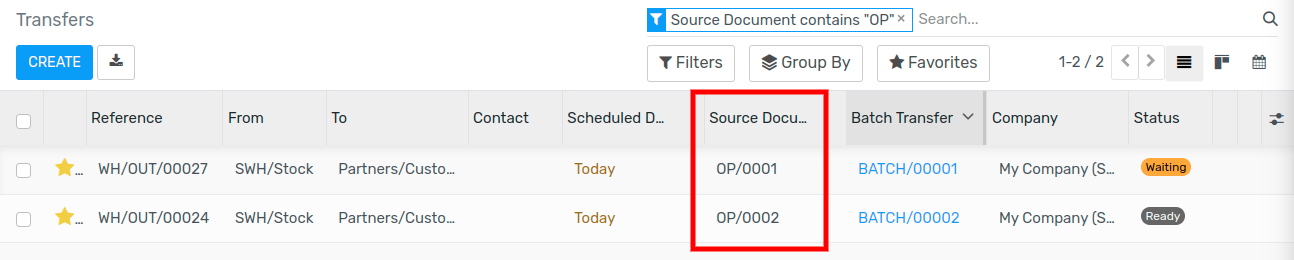 Transfers
Source Document contains "OP" × Search...
CREATE
Filters Group By Favorites 1-2 / 2
Reference From To Contact Scheduled D... Source Docu... Batch Transfer Company Status
... WH/OUT/00027 SWH/Stock Partners/Custo... Today OP/0001 BATCH/00001 My Company (S... Waiting
... WH/OUT/00024 SWH/Stock Partners/Custo... Today OP/0002 BATCH/00002 My Company (S... Ready